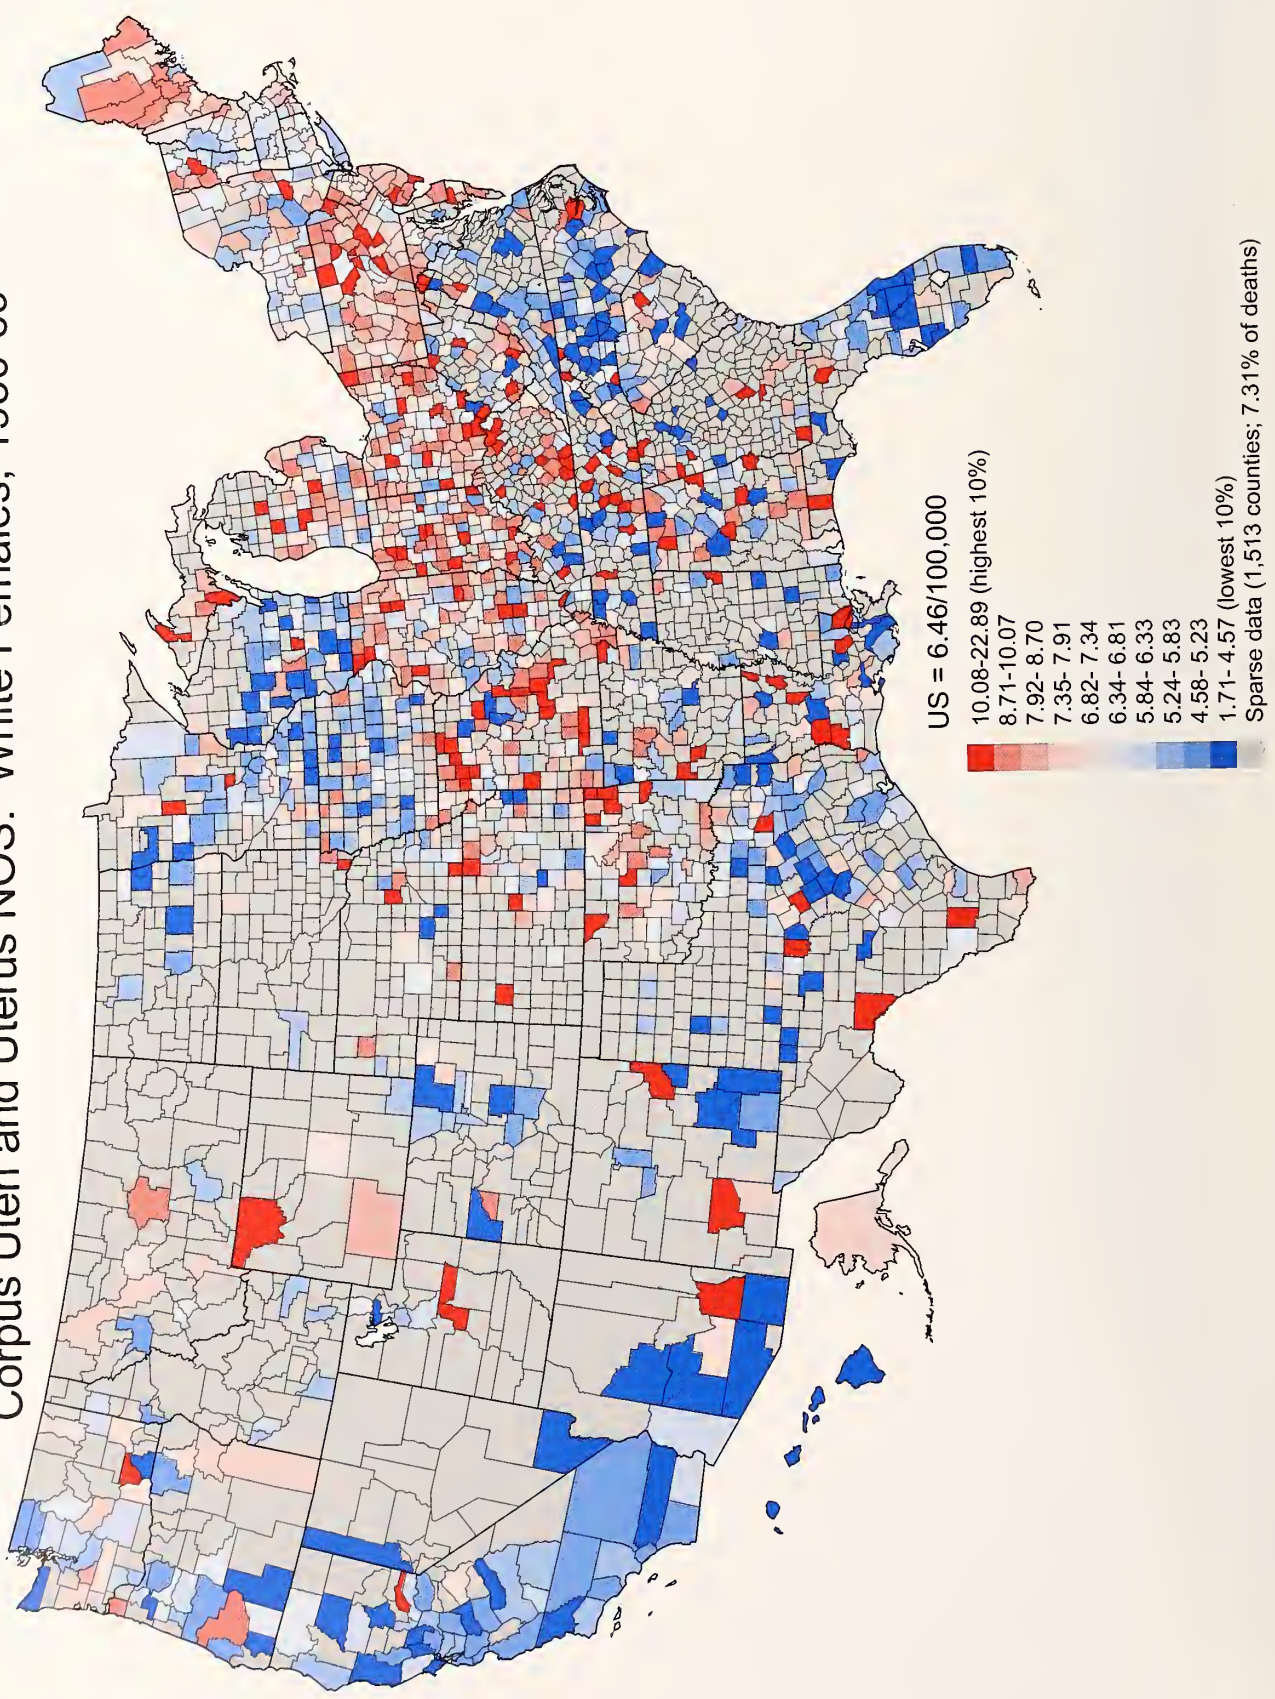 Corpus Uteri and Uterus NOS: White Females,
US = 6.46/100,000
10.08-22.89 (highest 10%)
8.71-10.07
7.92- 8.70
7.35- 7.91
6.82- 7.34
6.34- 6.81
5.84- 6.33
5.24- 5.83
4.58- 5.23
1.71- 4.57 (lowest 10%)
Sparse data (1,513 counties; 7.31% of deaths)